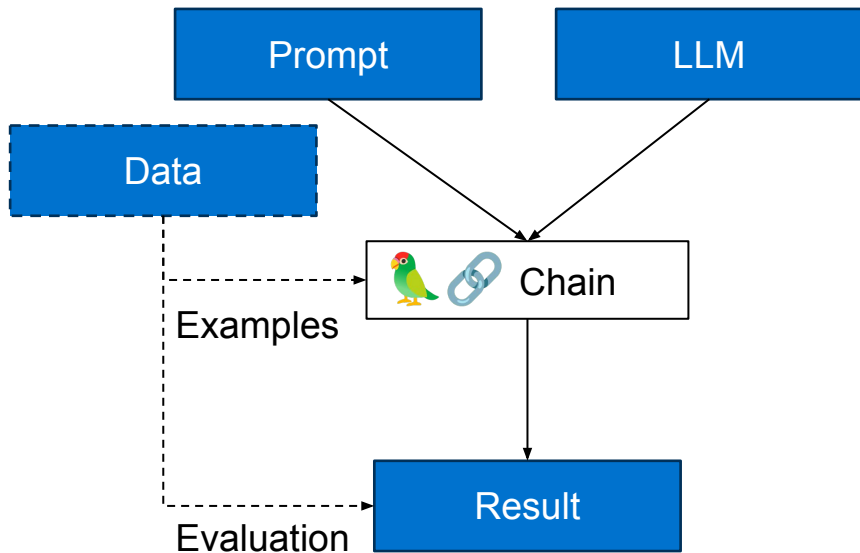 Prompt
LLM
Data
Chain
Examples
Result
Evaluation